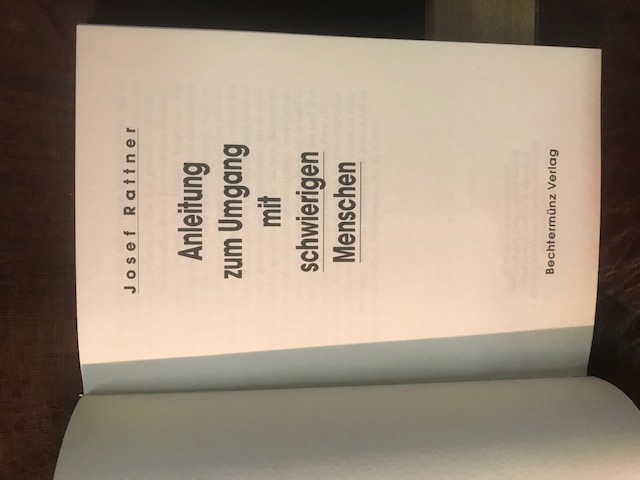 Josef Rattner
Anleitung
zum Umgang
mit
schwierigen
Menschen
Bechtermünz Verlag